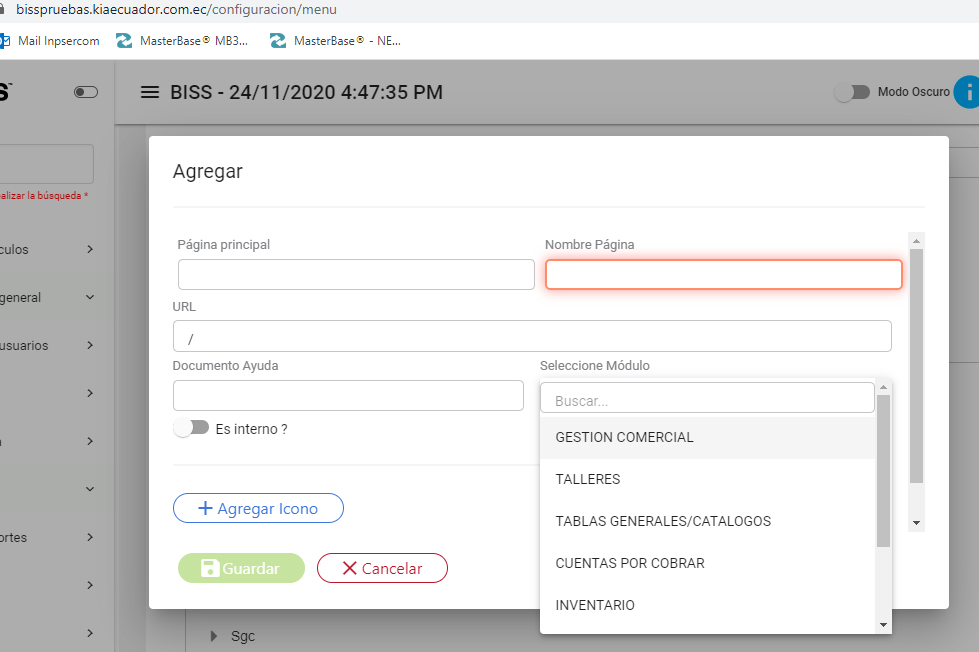 bisspruebas.kiaecuador.com.ec/configuracion/menu
Mail Inpsercom MasterBase® MB3... MasterBase® - NE...
S™ BISS - 24/11/2020 4:47:35 PM Modo Oscuro i
alizar la búsqueda *
culos
general
usuarios
ortes
Agregar
Página principal Nombre Página
URL
/
Documento Ayuda Seleccione Módulo
Buscar...
Es interno ?
GESTION COMERCIAL
TALLERES
TABLAS GENERALES/CATALOGOS
CUENTAS POR COBRAR
INVENTARIO
Agregar Icono
Guardar Cancelar
Sgc